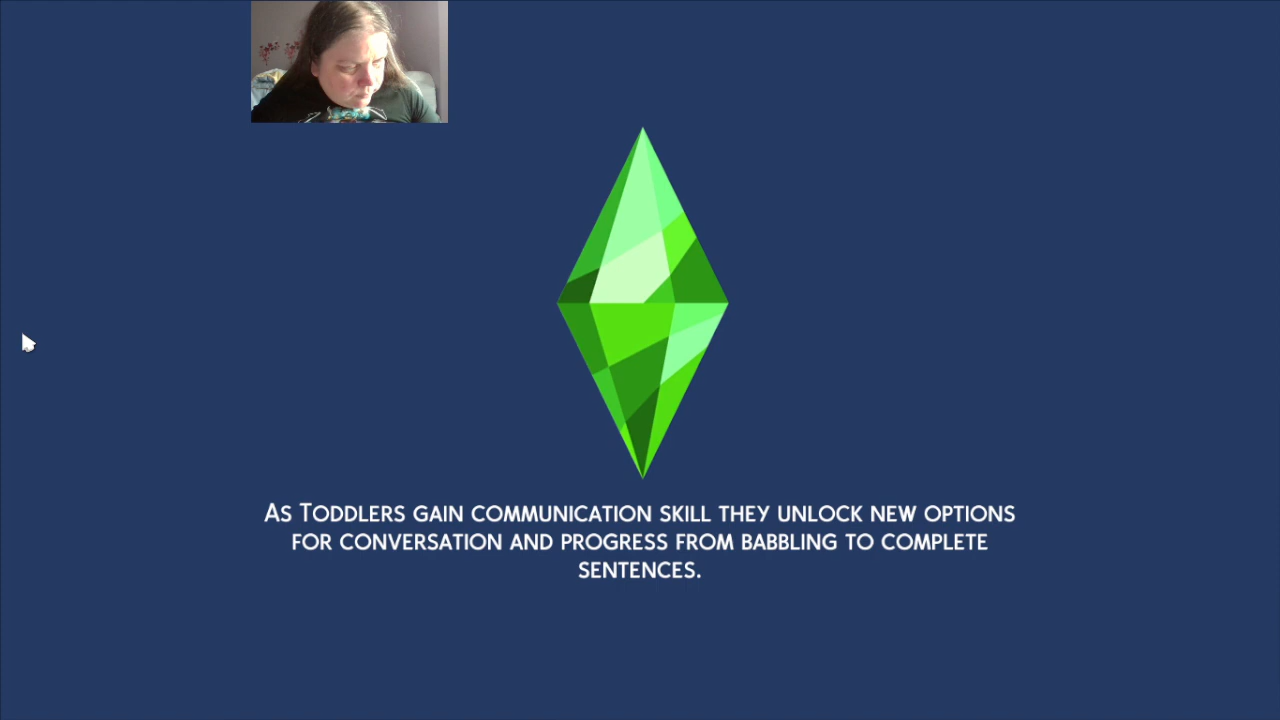 As Toddlers gain communication skill they unlock new options
for conversation and progress from babbling to complete
sentences.